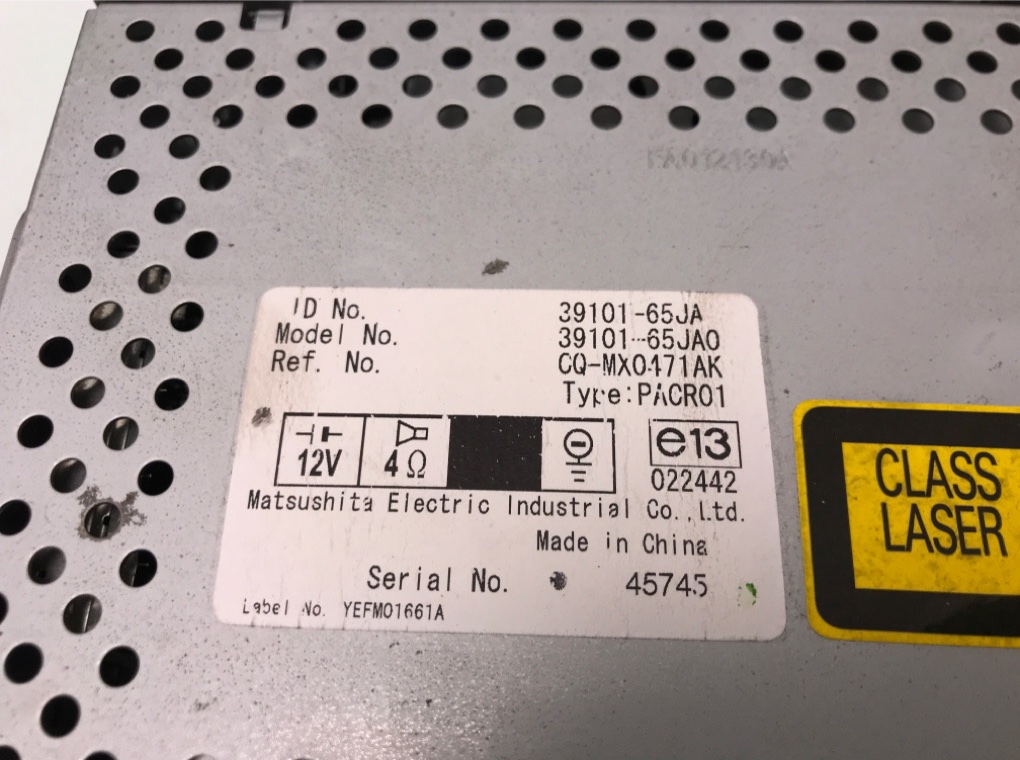 ID No. 39101-65JA
Model No. 39101-65JA0
Ref. No. CQ-MX0471AK
Type:PACR01
12V 4Ω e13
022442
Matsushita Electric Industrial Co.,Ltd.
Made in China
Serial No. 45745
Label No. YEFM01661A
CLASS
LASER